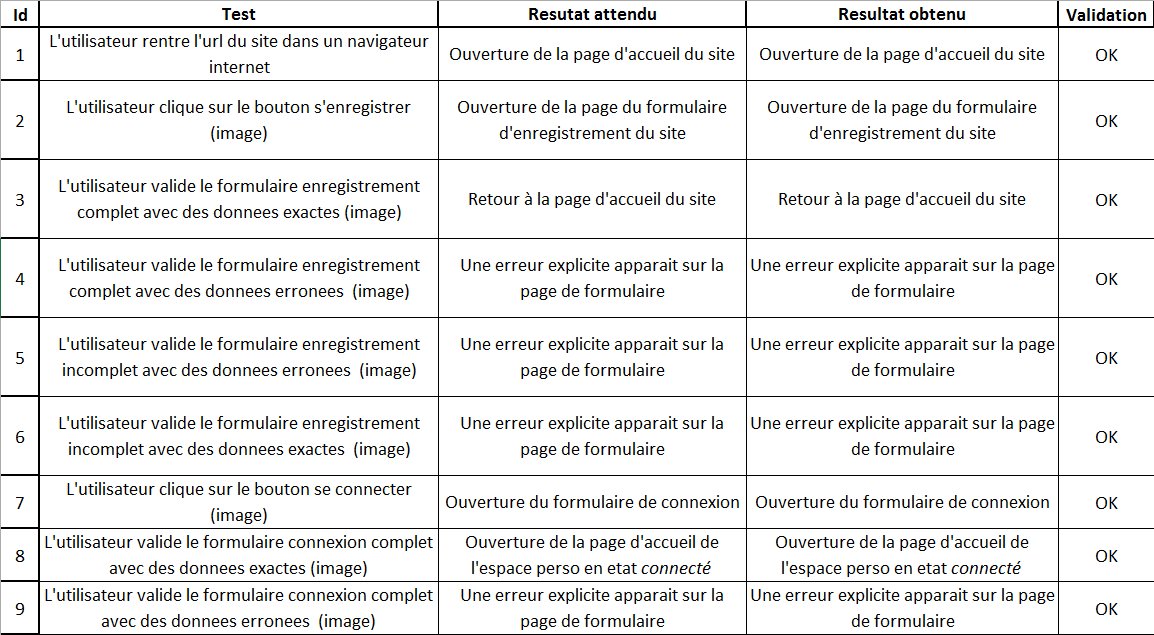 Id Test Resutat attendu Resultat obtenu Validation
1 L'utilisateur rentre l'url du site dans un navigateur internet Ouverture de la page d'accueil du site Ouverture de la page d'accueil du site OK
2 L'utilisateur clique sur le bouton s'enregistrer (image) Ouverture de la page du formulaire d'enregistrement du site Ouverture de la page du formulaire d'enregistrement du site OK
3 L'utilisateur valide le formulaire enregistrement complet avec des donnees exactes (image) Retour à la page d'accueil du site Retour à la page d'accueil du site OK
4 L'utilisateur valide le formulaire enregistrement complet avec des donnees erronees (image) Une erreur explicite apparait sur la page de formulaire Une erreur explicite apparait sur la page de formulaire OK
5 L'utilisateur valide le formulaire enregistrement incomplet avec des donnees erronees (image) Une erreur explicite apparait sur la page de formulaire Une erreur explicite apparait sur la page de formulaire OK
6 L'utilisateur valide le formulaire enregistrement incomplet avec des donnees exactes (image) Une erreur explicite apparait sur la page de formulaire Une erreur explicite apparait sur la page de formulaire OK
7 L'utilisateur clique sur le bouton se connecter (image) Ouverture du formulaire de connexion Ouverture du formulaire de connexion OK
8 L'utilisateur valide le formulaire connexion complet avec des donnees exactes (image) Ouverture de la page d'accueil de l'espace perso en etat connecté Ouverture de la page d'accueil de l'espace perso en etat connecté OK
9 L'utilisateur valide le formulaire connexion complet avec des donnees erronees (image) Une erreur explicite apparait sur la page de formulaire Une erreur explicite apparait sur la page de formulaire OK